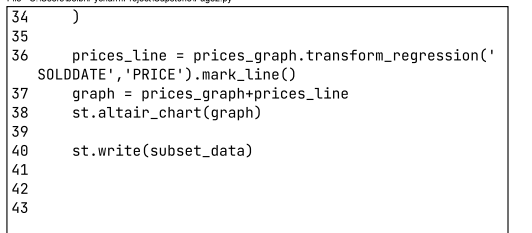 34     )
35
36     prices_line = prices_graph.transform_regression('
SOLDDATE','PRICE').mark_line()
37     graph = prices_graph+prices_line
38     st.altair_chart(graph)
39
40     st.write(subset_data)
41
42
43